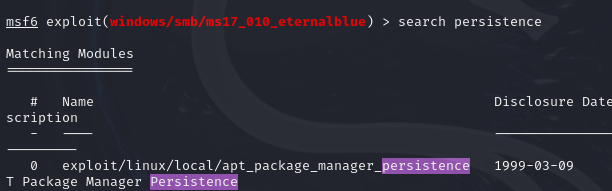 msf6 exploit(windows/smb/ms17_010_eternalblue) > search persistence
Matching Modules
================
# Name Disclosure Date
scription
- ---- ---------------
---------
0 exploit/linux/local/apt_package_manager_persistence 1999-03-09
T Package Manager Persistence